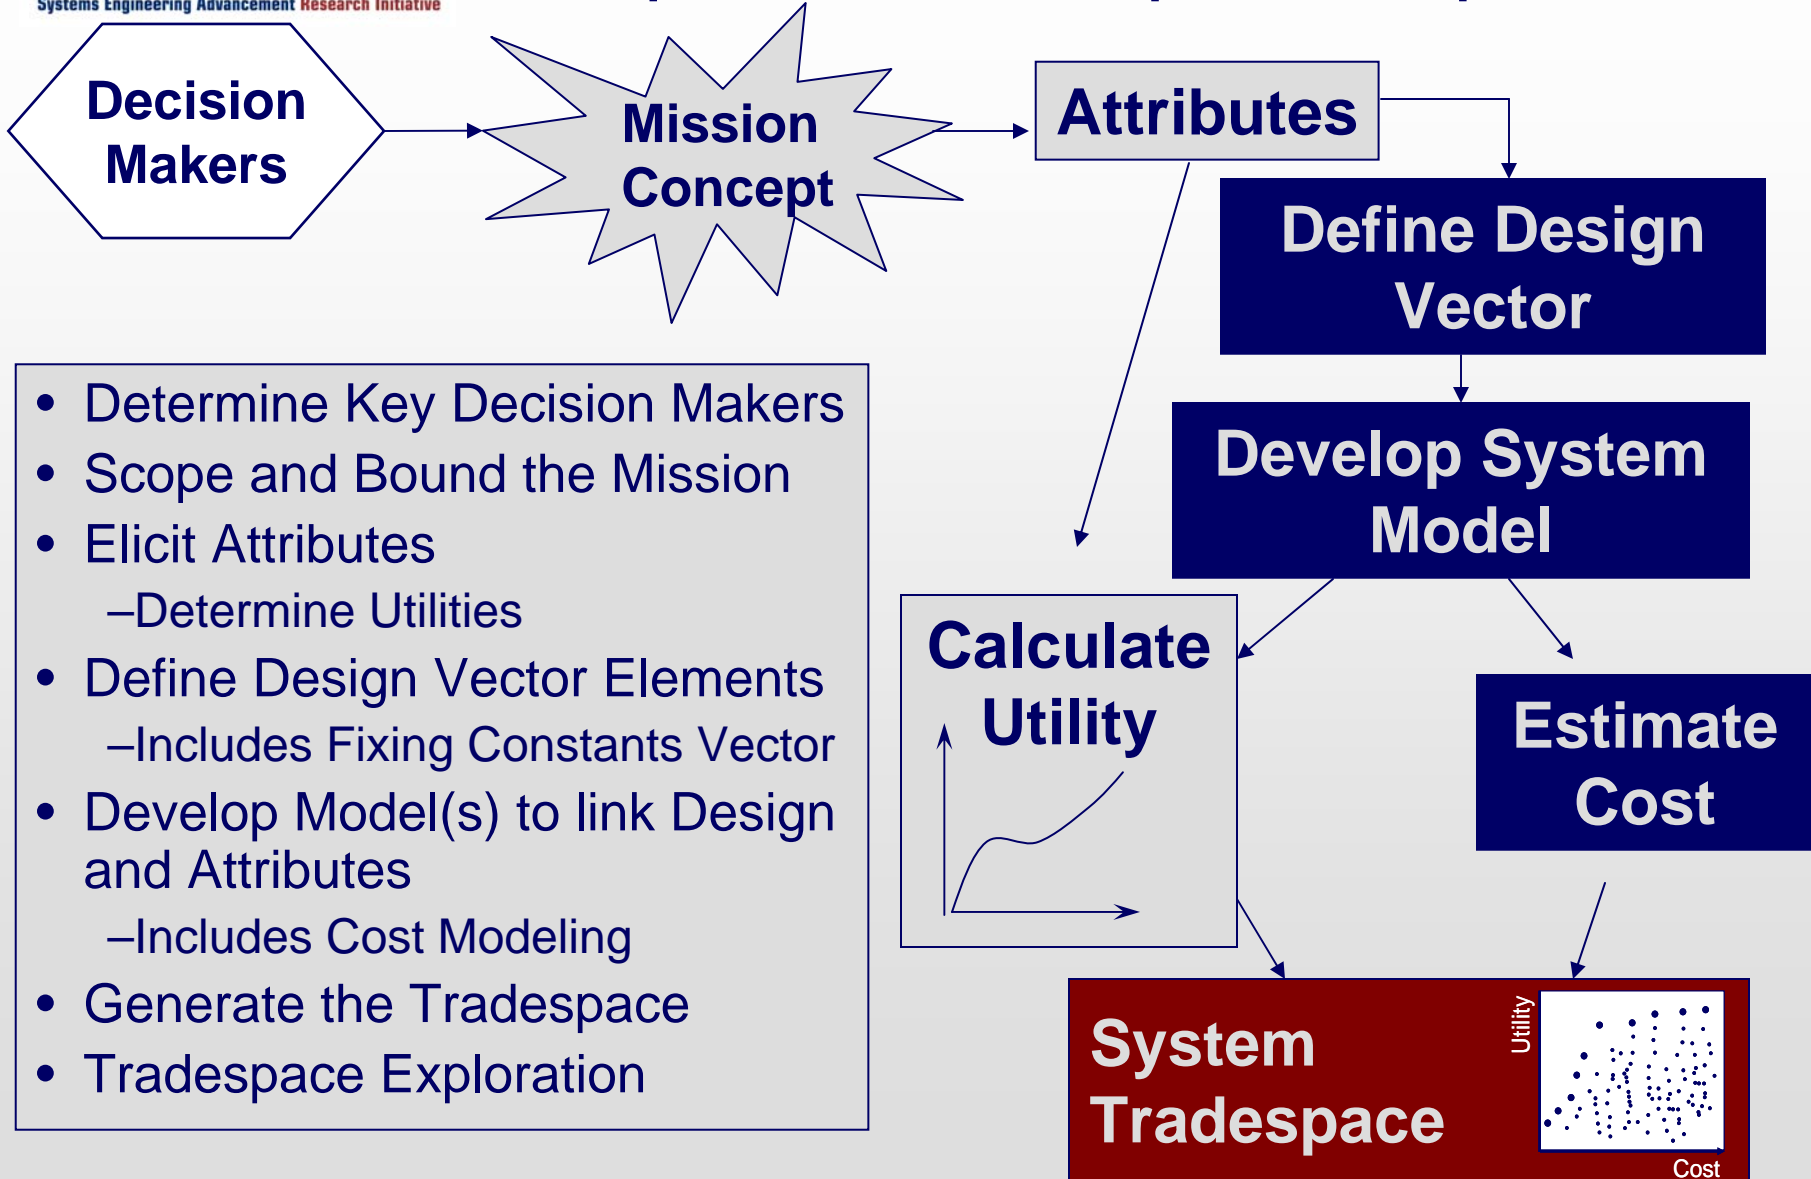 Systems Engineering Advancement Research Initiative
Decision
Makers
Mission
Concept
Attributes
Define Design
Vector
Develop System
Model
• Determine Key Decision Makers
• Scope and Bound the Mission
• Elicit Attributes
–Determine Utilities
• Define Design Vector Elements
–Includes Fixing Constants Vector
• Develop Model(s) to link Design
and Attributes
–Includes Cost Modeling
• Generate the Tradespace
• Tradespace Exploration
Calculate
Utility
Estimate
Cost
System
Tradespace
Utility
Cost